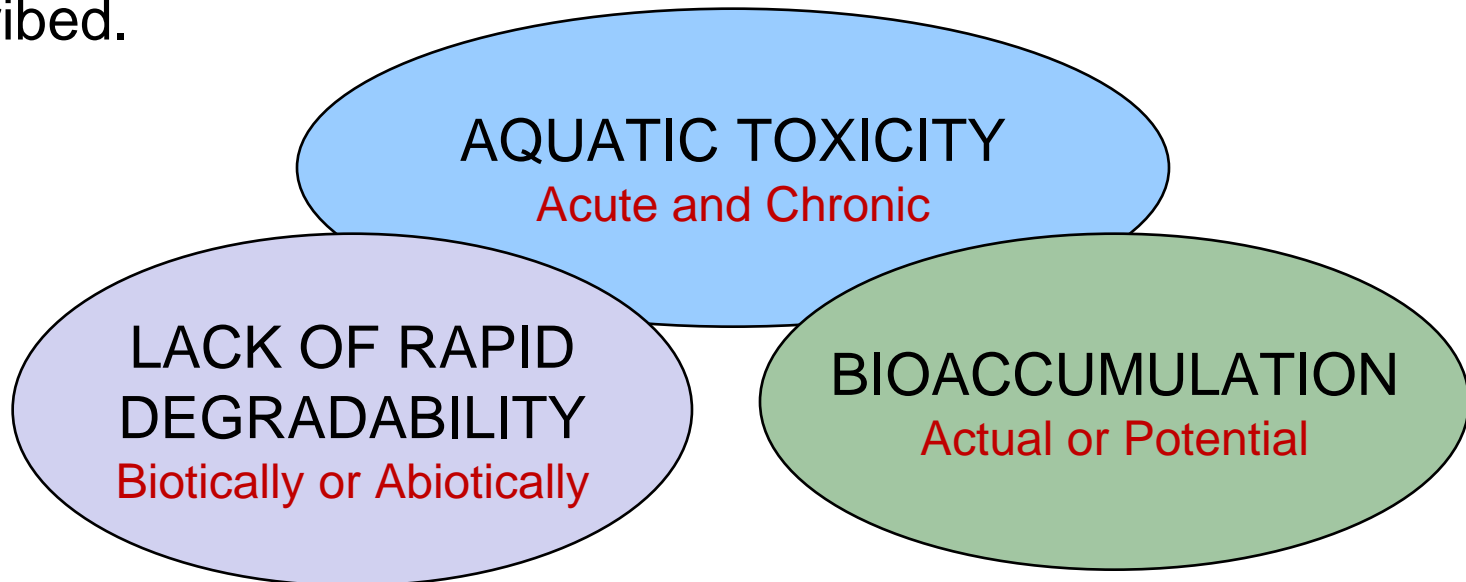 ibed.
AQUATIC TOXICITY
Acute and Chronic
LACK OF RAPID
DEGRADABILITY
Biotically or Abiotically
BIOACCUMULATION
Actual or Potential